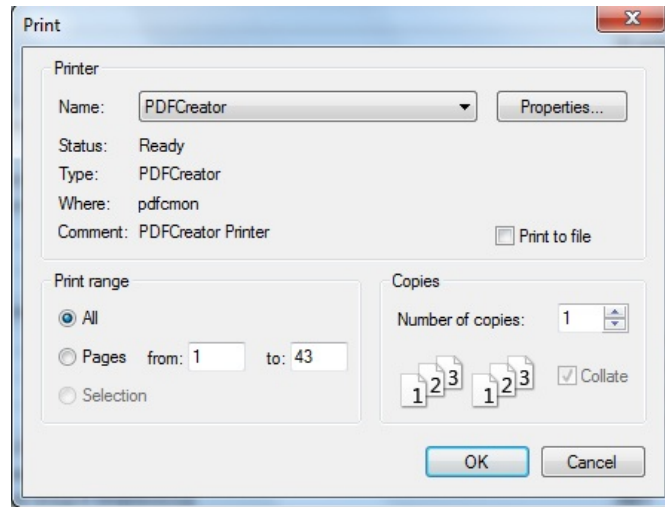 Print
Printer
Name: PDFCreator Properties...
Status: Ready
Type: PDFCreator
Where: pdfcmon
Comment: PDFCreator Printer Print to file
Print range
All
Pages from: 1 to: 43
Selection
Copies
Number of copies: 1
1 2 3 1 2 3 Collate
OK Cancel